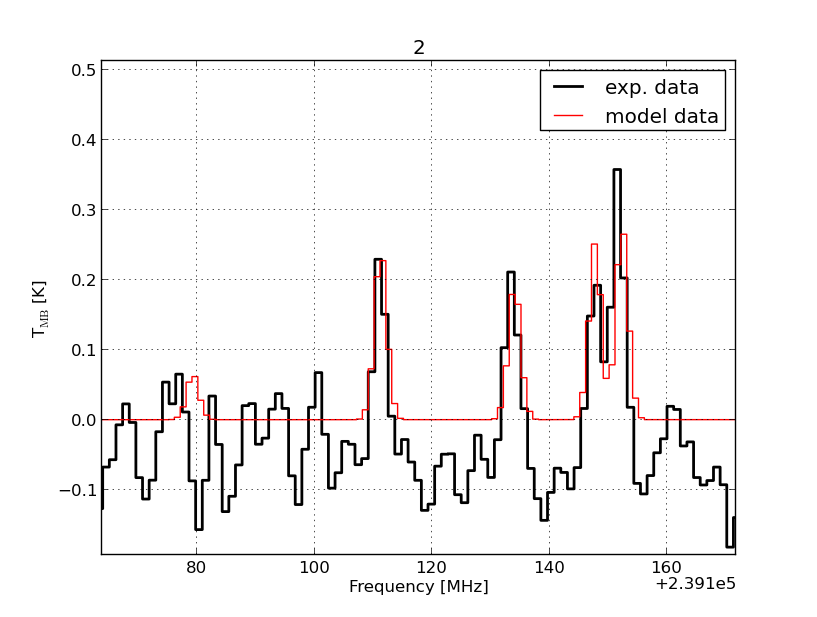 2
exp. data
model data
0.5
0.4
0.3
0.2
0.1
0.0
−0.1
T_MB [K]
80 100 120 140 160
+2.391e5
Frequency [MHz]